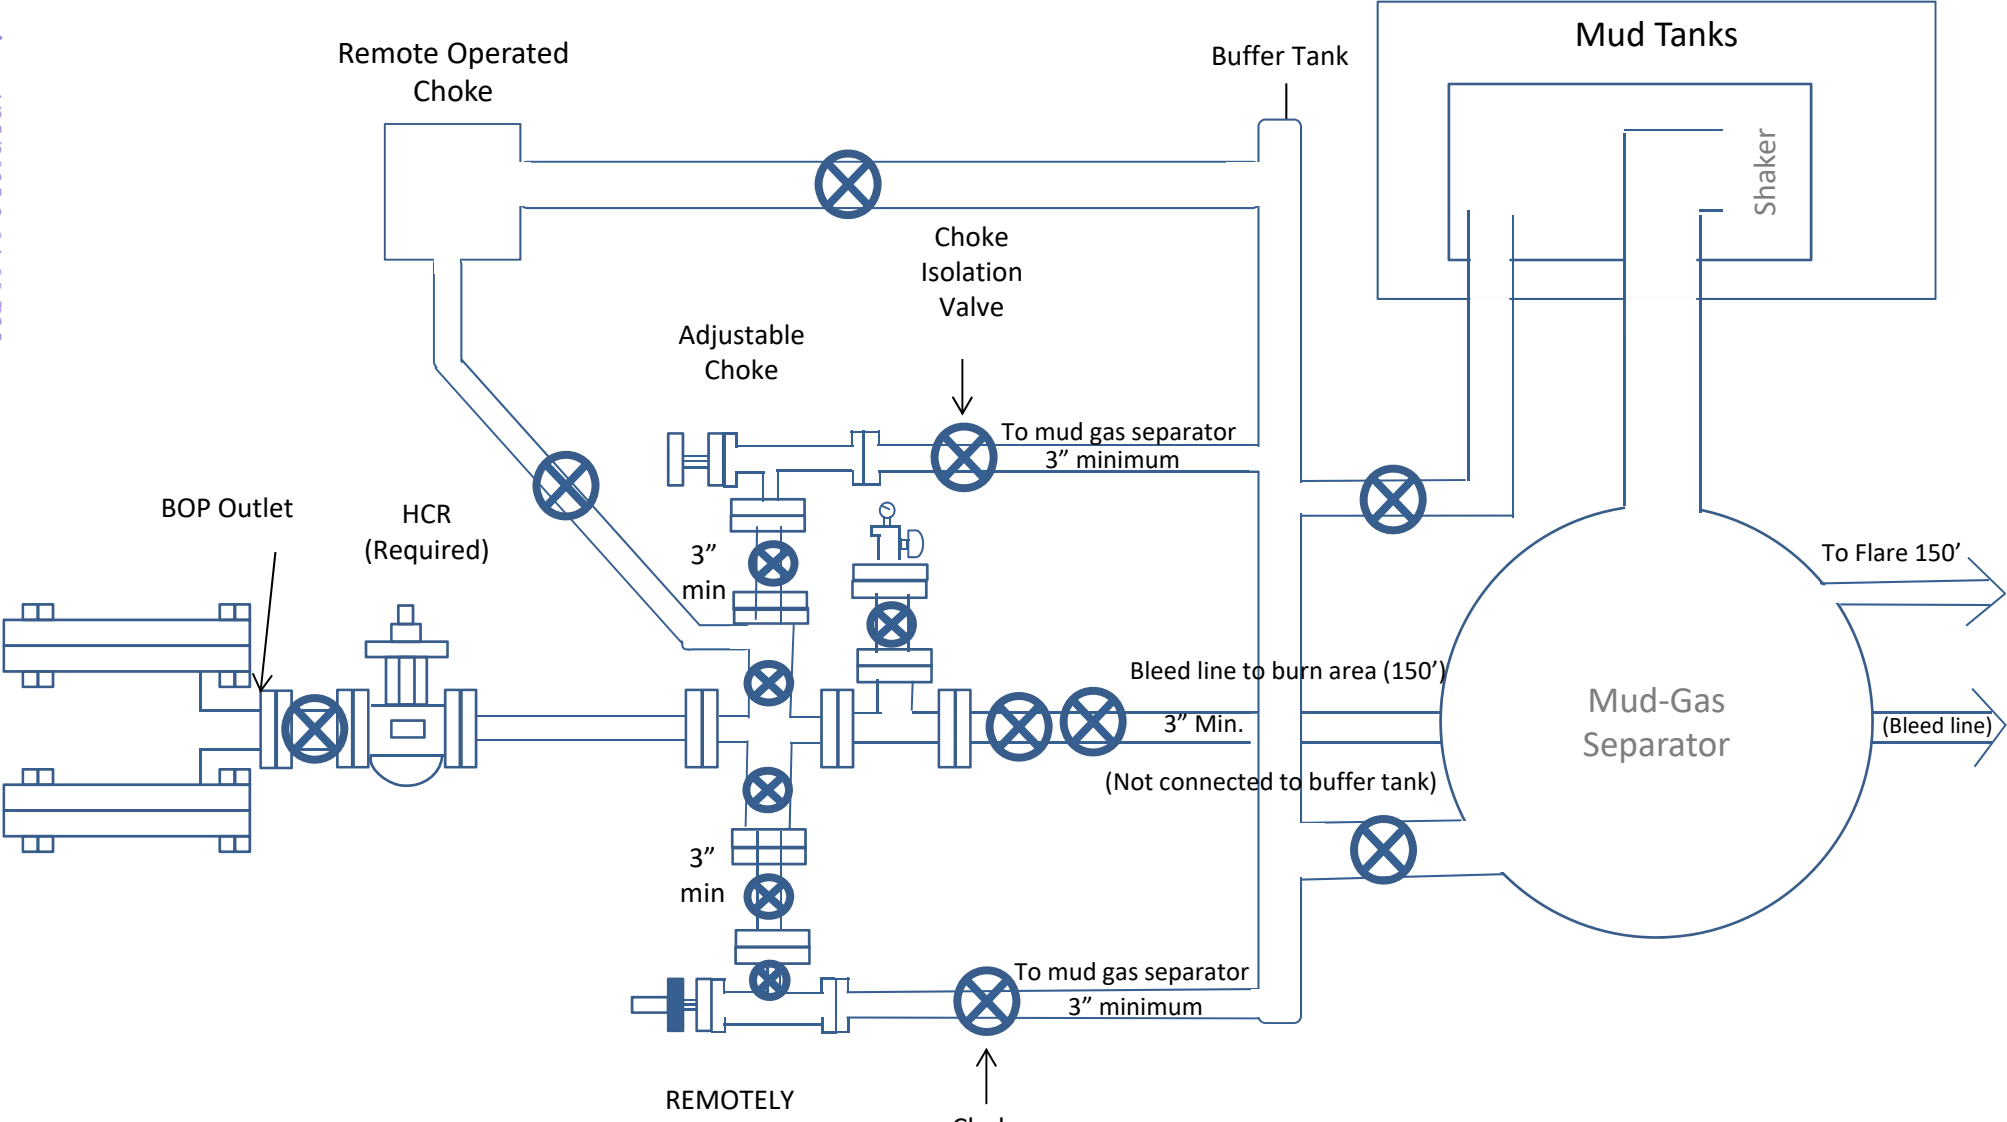 Mud Tanks
Remote Operated
Choke
Buffer Tank
Shaker
Choke
Isolation
Valve
Adjustable
Choke
To mud gas separator
3” minimum
BOP Outlet
HCR
(Required)
3”
min
To Flare 150’
Bleed line to burn area (150’)
3” Min.
(Not connected to buffer tank)
Mud-Gas
Separator
(Bleed line)
3”
min
To mud gas separator
3” minimum
REMOTELY